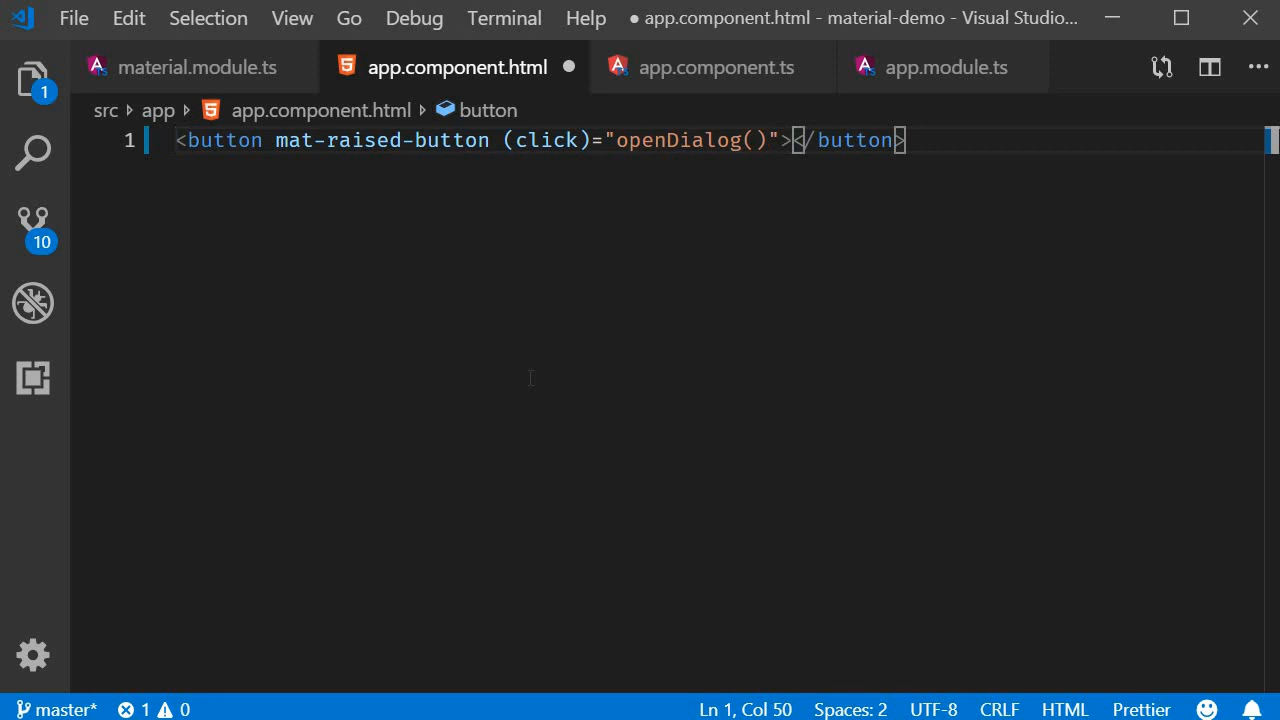 File Edit Selection View Go Debug Terminal Help ● app.component.html - material-demo - Visual Studio...
material.module.ts app.component.html app.component.ts app.module.ts
src app app.component.html button
1 <button mat-raised-button (click)="openDialog()"></button>
1
10
master* 1 0 Ln 1, Col 50 Spaces: 2 UTF-8 CRLF HTML Prettier